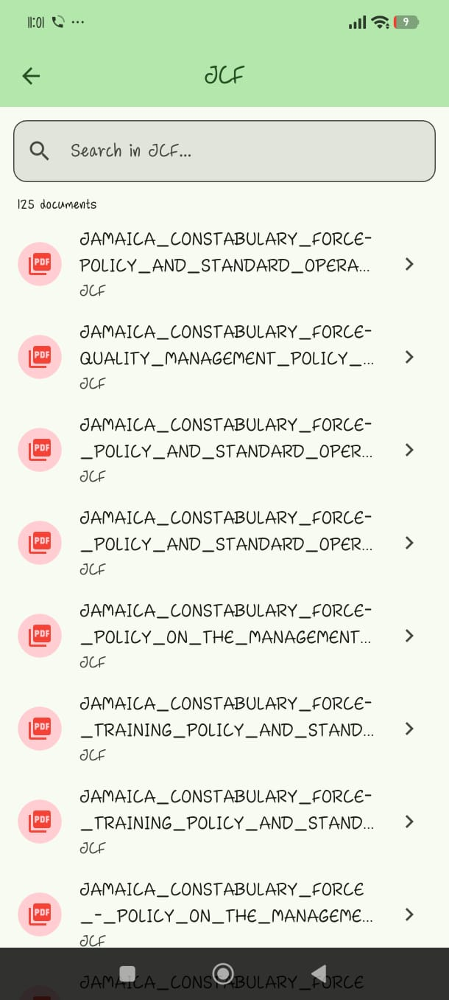 11:01 ...
9
JCF
Search in JCF...
125 documents
JAMAICA_CONSTABULARY_FORCE-
POLICY_AND_STANDARD_OPERA...
JCF
JAMAICA_CONSTABULARY_FORCE-
QUALITY_MANAGEMENT_POLICY_...
JCF
JAMAICA_CONSTABULARY_FORCE-
_POLICY_AND_STANDARD_OPER...
JCF
JAMAICA_CONSTABULARY_FORCE-
_POLICY_AND_STANDARD_OPER...
JCF
JAMAICA_CONSTABULARY_FORCE-
_POLICY_ON_THE_MANAGEMENT...
JCF
JAMAICA_CONSTABULARY_FORCE-
_TRAINING_POLICY_AND_STAND...
JCF
JAMAICA_CONSTABULARY_FORCE-
_TRAINING_POLICY_AND_STAND...
JCF
JAMAICA_CONSTABULARY_FORCE
_-_POLICY_ON_THE_MANAGEME...
JCF
JAMAICA_CONSTABULARY_FORCE
PDF
PDF
PDF
PDF
PDF
PDF
PDF
PDF